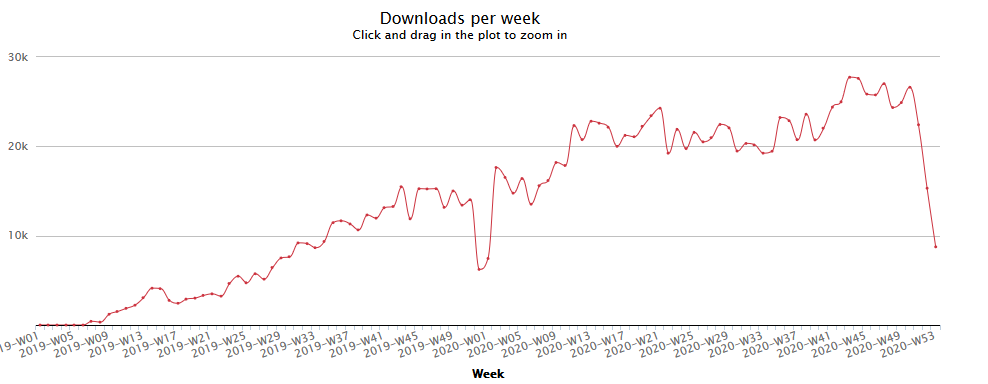 Downloads per week
Click and drag in the plot to zoom in
30k
20k
10k
19-W01
2019-W05
2019-W09
2019-W13
2019-W17
2019-W21
2019-W25
2019-W29
2019-W33
2019-W37
2019-W41
2019-W45
2019-W49
2020-W01
2020-W05
2020-W09
2020-W13
2020-W17
2020-W21
2020-W25
2020-W29
2020-W33
2020-W37
2020-W41
2020-W45
2020-W49
2020-W53
Week